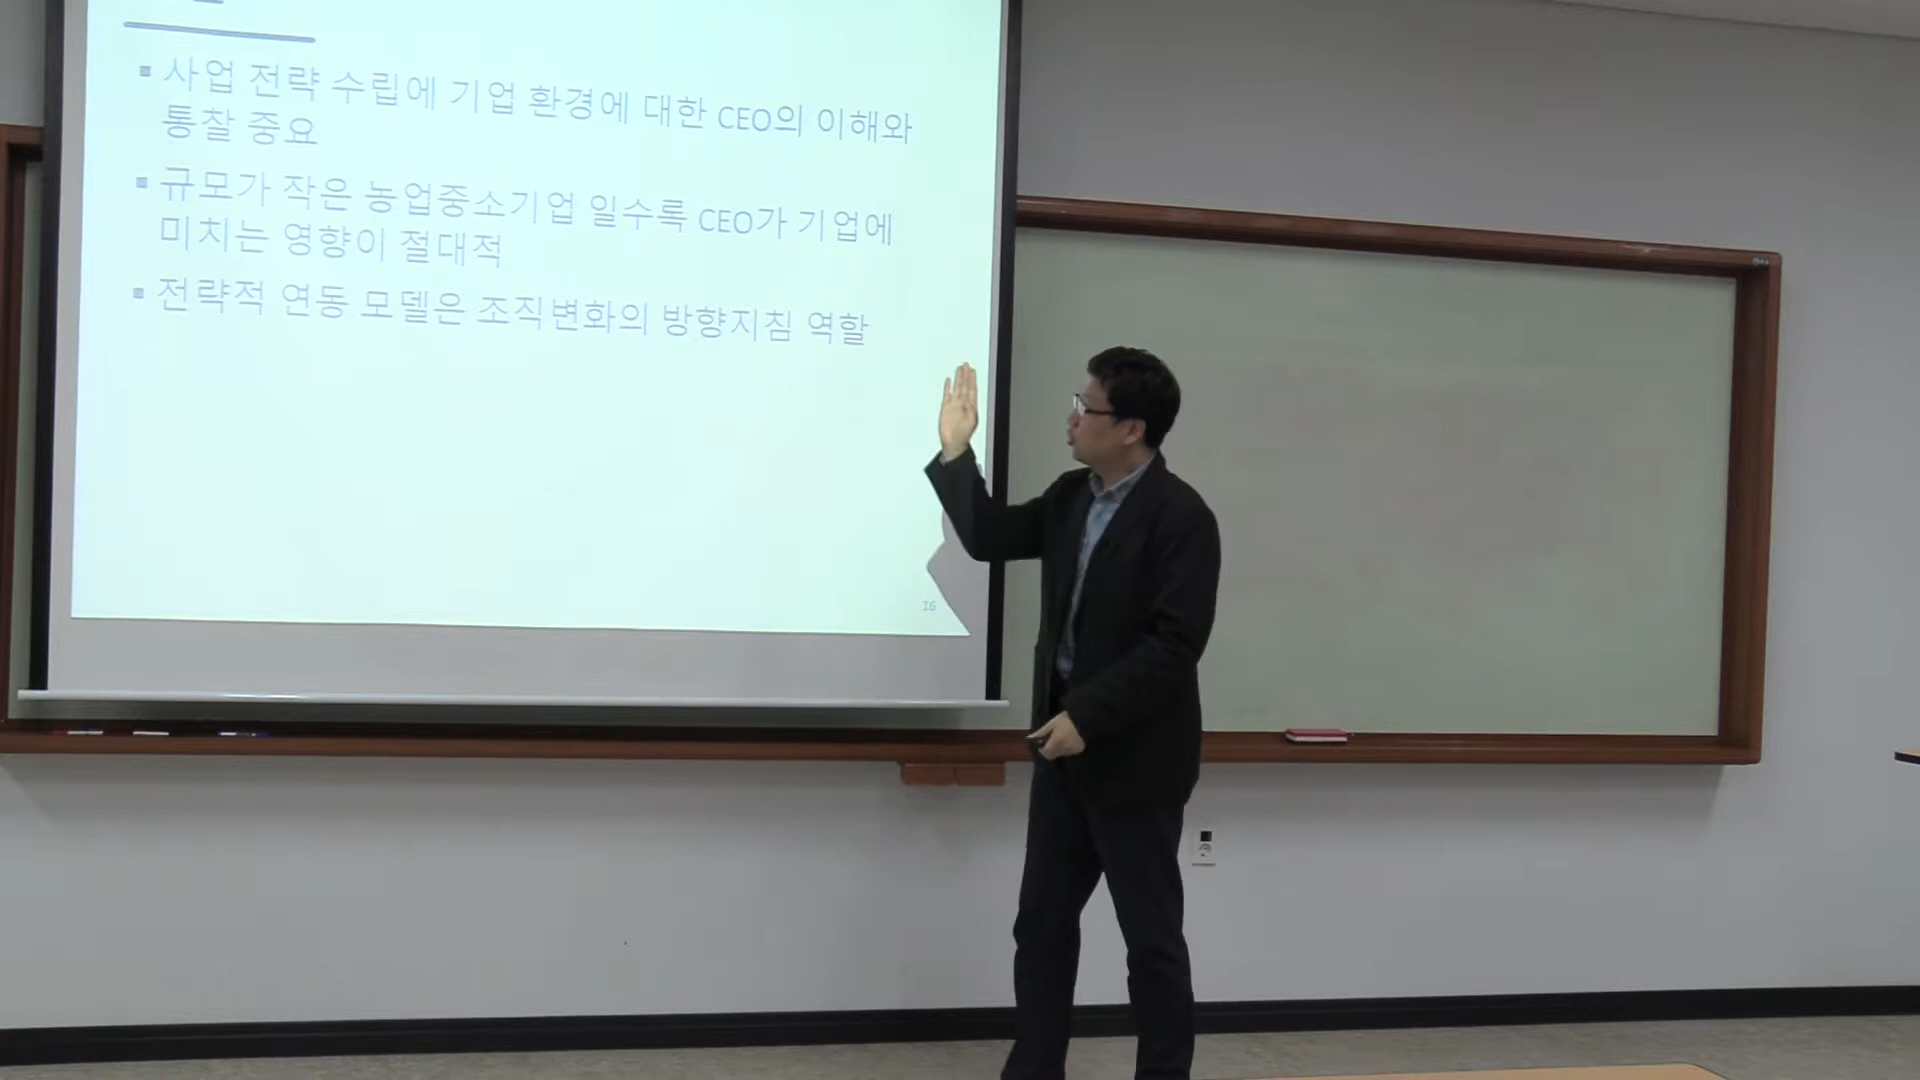 ▪ 사업 전략 수립에 기업 환경에 대한 CEO의 이해와
통찰 중요
▪ 규모가 작은 농업중소기업 일수록 CEO가 기업에
미치는 영향이 절대적
▪ 전략적 연동 모델은 조직변화의 방향지침 역할
16